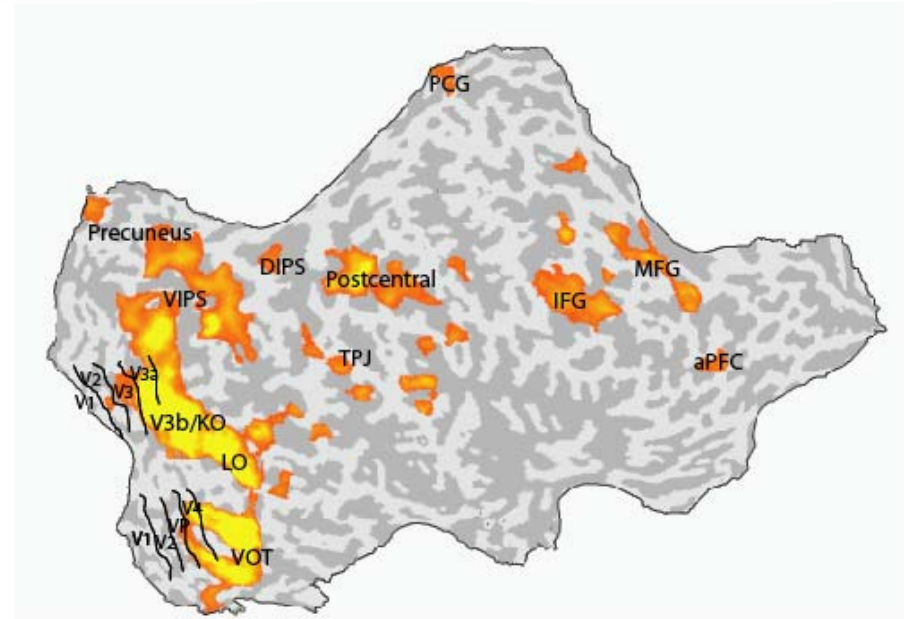 PCG
Precuneus
DIPS
Postcentral
MFG
VIPS
IFG
TPJ
aPFC
V3a
V2
V3
V1
V3b/KO
LO
V4
VP
V1
V2
VOT